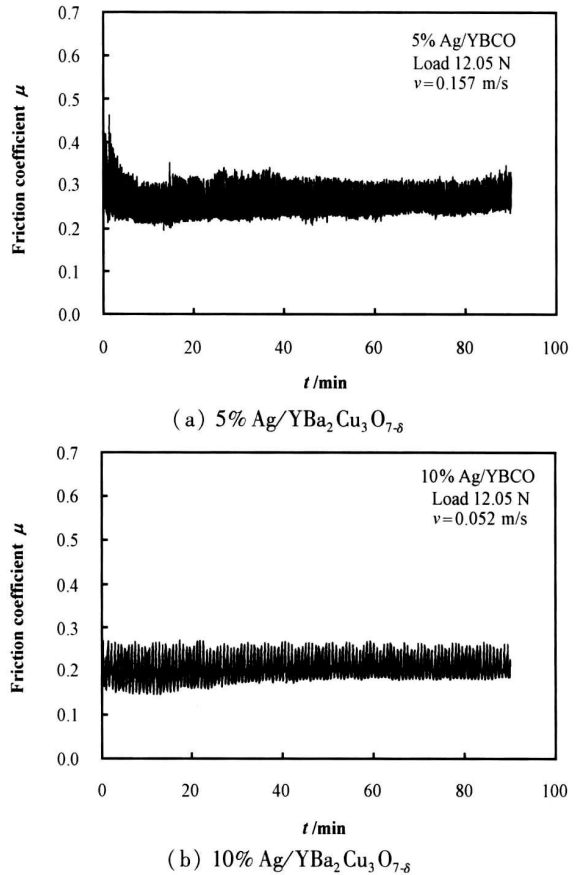 0.7
0.6
0.5
0.4
0.3
0.2
0.1
0.0
Friction coefficient μ
5% Ag/YBCO
Load 12.05 N
v=0.157 m/s
0 20 40 60 80 100
t /min
(a) 5% Ag/YBa₂Cu₃O₇₋δ
0.7
0.6
0.5
0.4
0.3
0.2
0.1
0.0
Friction coefficient μ
10% Ag/YBCO
Load 12.05 N
v=0.052 m/s
0 20 40 60 80 100
t /min
(b) 10% Ag/YBa₂Cu₃O₇₋δ